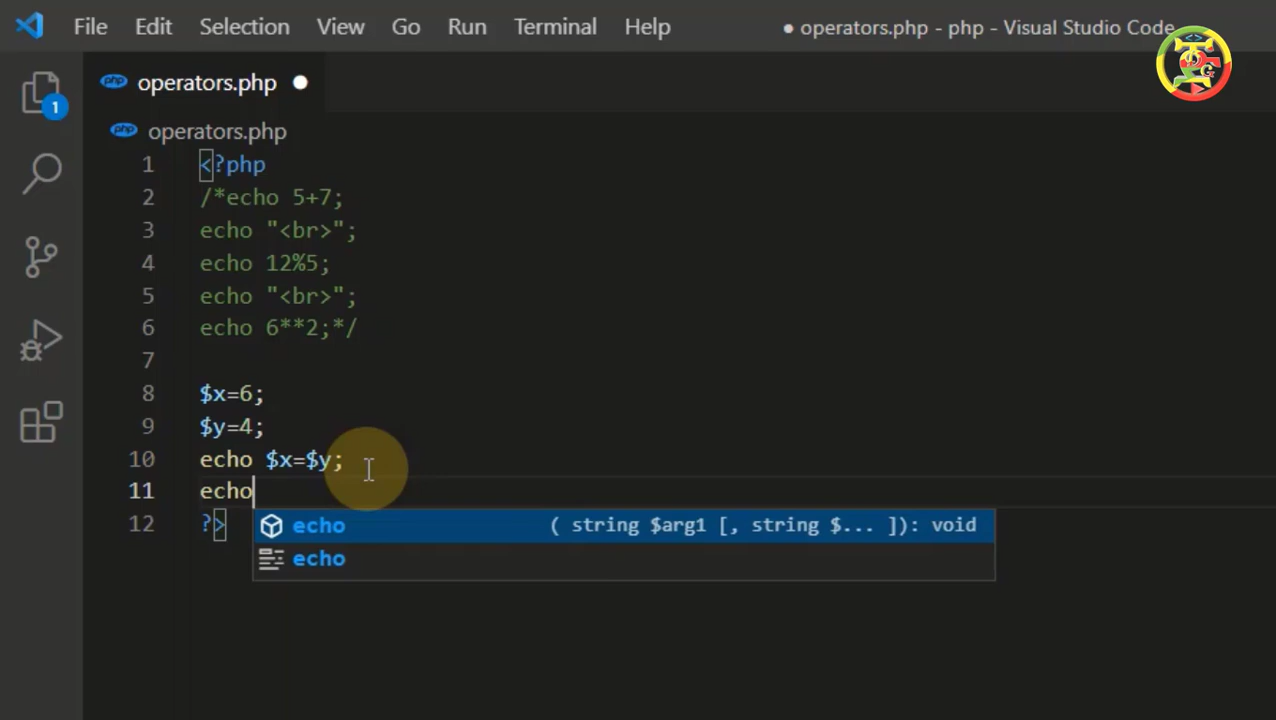 File Edit Selection View Go Run Terminal Help ● operators.php - php - Visual Studio Code
php operators.php ●
1
php operators.php
1 <?php
2 /*echo 5+7;
3 echo "<br>";
4 echo 12%5;
5 echo "<br>";
6 echo 6**2;*/
7
8 $x=6;
9 $y=4;
10 echo $x=$y;
11 echo
12 ?>
echo ( string $arg1 [, string $... ]): void
echo